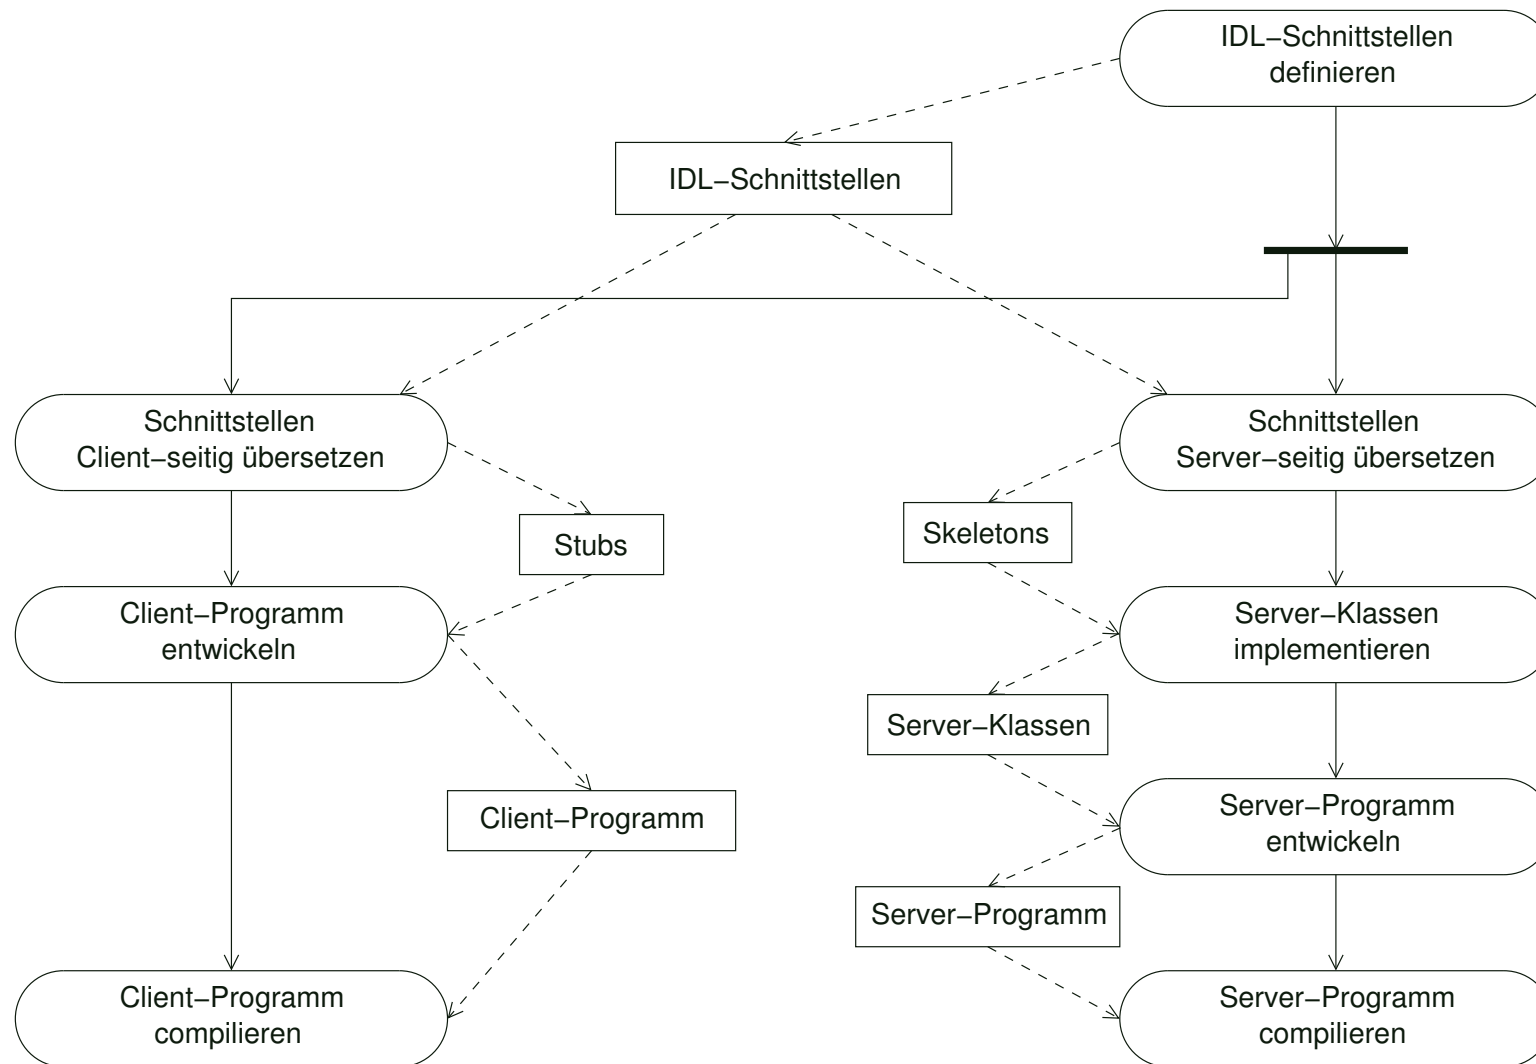 IDL–Schnittstellen
definieren
IDL–Schnittstellen
Schnittstellen
Client–seitig übersetzen
Schnittstellen
Server–seitig übersetzen
Stubs
Skeletons
Client–Programm
entwickeln
Server–Klassen
implementieren
Server–Klassen
Client–Programm
Server–Programm
entwickeln
Server–Programm
Client–Programm
compilieren
Server–Programm
compilieren